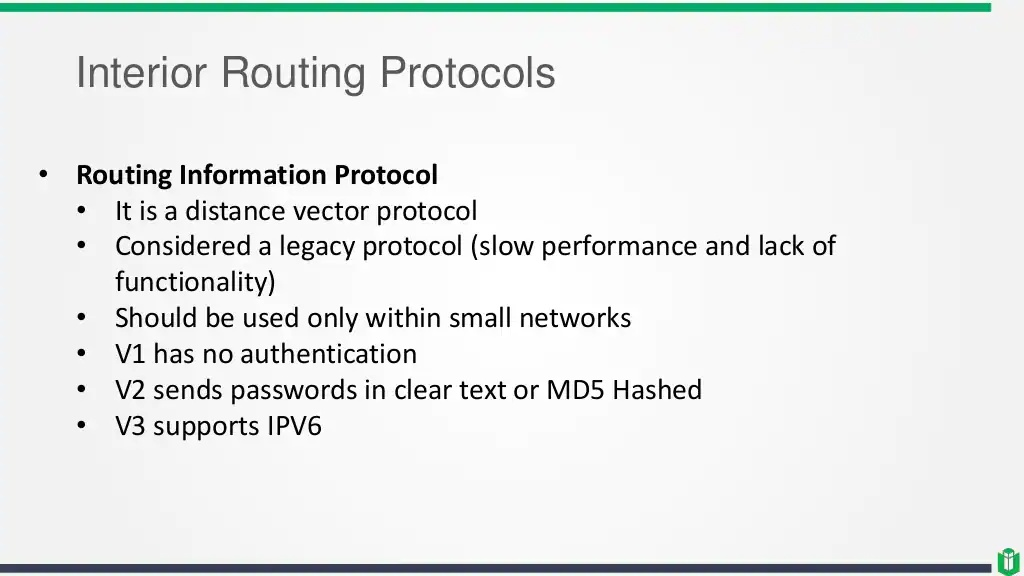 Interior Routing Protocols
• Routing Information Protocol
• It is a distance vector protocol
• Considered a legacy protocol (slow performance and lack of
functionality)
• Should be used only within small networks
• V1 has no authentication
• V2 sends passwords in clear text or MD5 Hashed
• V3 supports IPV6